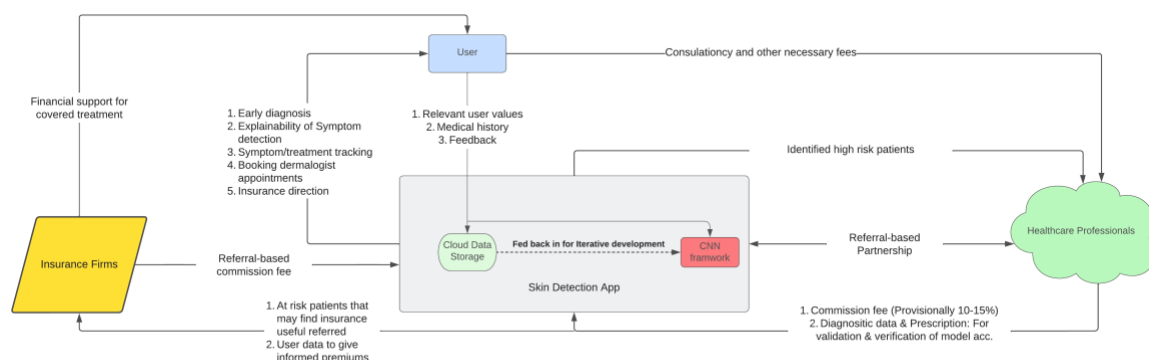 User
Consulationcy and other necessary fees
Financial support for
covered treatment
1. Early diagnosis
2. Explainability of Symptom
detection
3. Symptom/treatment tracking
4. Booking dermalogist
appointments
5. Insurance direction
1. Relevant user values
2. Medical history
3. Feedback
Identified high risk patients
Insurance Firms
Referral-based
commission fee
Cloud Data
Storage
Fed back in for Iterative development
CNN
framwork
Skin Detection App
Referral-based
Partnership
Healthcare Professionals
1. At risk patients that
may find insurance
useful referred
2. User data to give
informed premiums
1. Commission fee (Provisionally 10-15%)
2. Diagnositic data & Prescription: For
validation & verification of model acc.